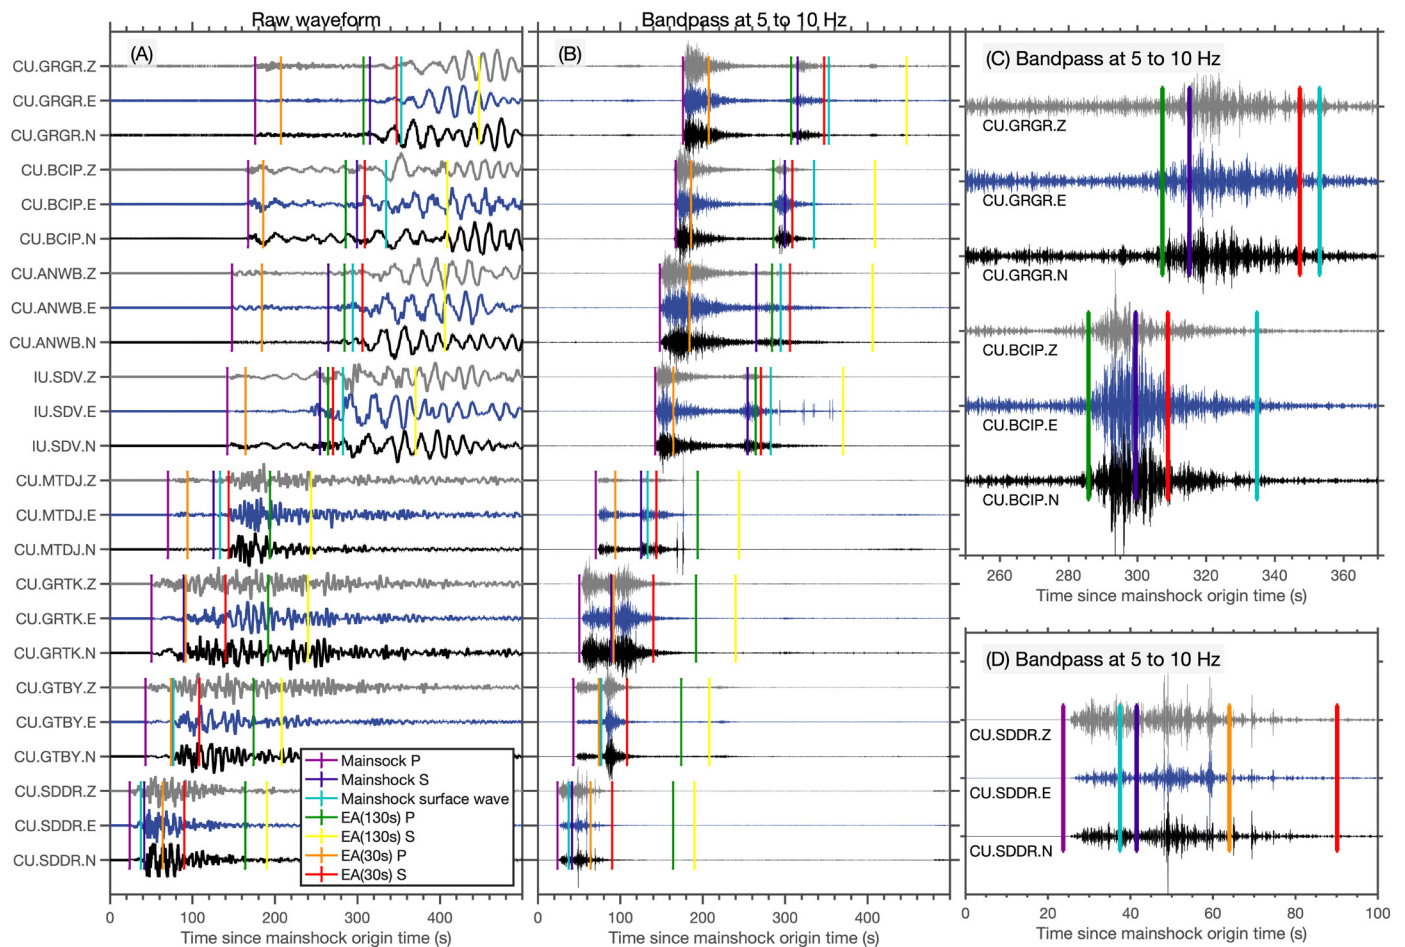 Raw waveform
Bandpass at 5 to 10 Hz
(A)
CU.GRGR.Z
CU.GRGR.E
CU.GRGR.N
CU.BCIP.Z
CU.BCIP.E
CU.BCIP.N
CU.ANWB.Z
CU.ANWB.E
CU.ANWB.N
IU.SDV.Z
IU.SDV.E
IU.SDV.N
CU.MTDJ.Z
CU.MTDJ.E
CU.MTDJ.N
CU.GRTK.Z
CU.GRTK.E
CU.GRTK.N
CU.GTBY.Z
CU.GTBY.E
CU.GTBY.N
CU.SDDR.Z
CU.SDDR.E
CU.SDDR.N
Mainsock P
Mainshock S
Mainshock surface wave
EA(130s) P
EA(130s) S
EA(30s) P
EA(30s) S
0 100 200 300 400
Time since mainshock origin time (s)
(B)
0 100 200 300 400
Time since mainshock origin time (s)
(C) Bandpass at 5 to 10 Hz
CU.GRGR.Z
CU.GRGR.E
CU.GRGR.N
CU.BCIP.Z
CU.BCIP.E
CU.BCIP.N
260 280 300 320 340 360
Time since mainshock origin time (s)
(D) Bandpass at 5 to 10 Hz
CU.SDDR.Z
CU.SDDR.E
CU.SDDR.N
0 20 40 60 80 100
Time since mainshock origin time (s)